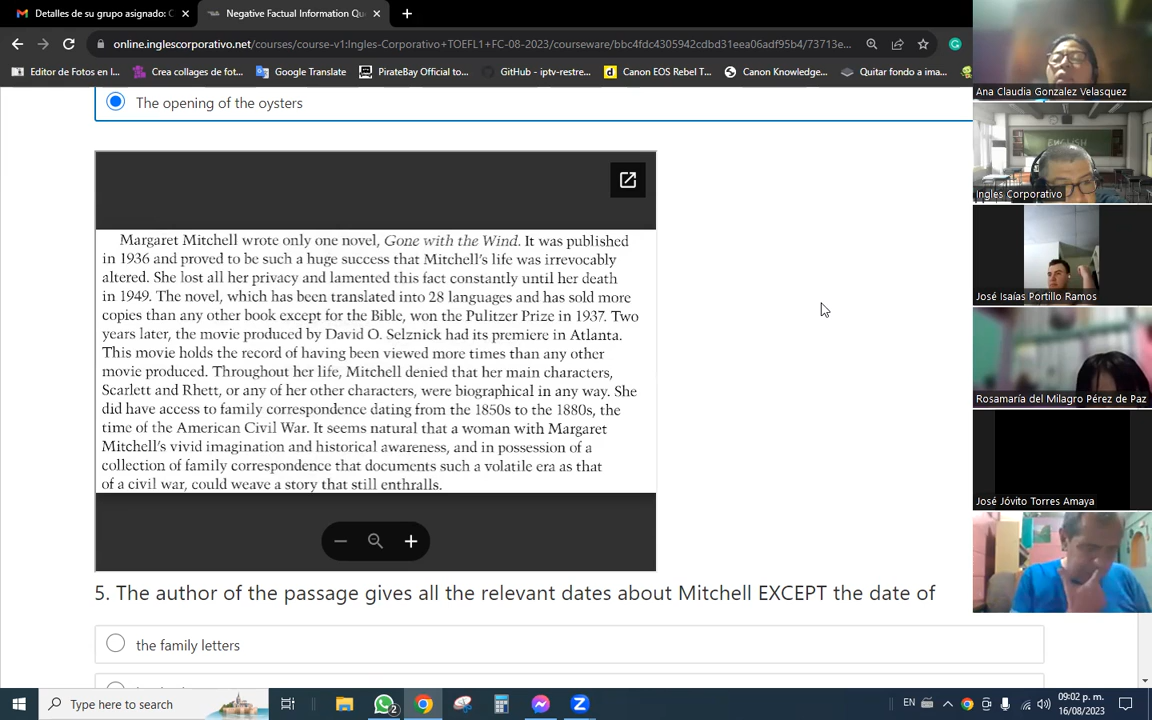 Detalles de su grupo asignado: C
Negative Factual Information Qu
online.inglescorporativo.net/courses/course-v1:Ingles-Corporativo+TOEFL1+FC-08-2023/courseware/bbc4fdc4305942cdbd31eea06adf95b4/73713e...
Editor de Fotos en l...
Crea collages de fot...
Google Translate
PirateBay Official to...
GitHub - iptv-restre...
Canon EOS Rebel T...
Canon Knowledge...
Quitar fondo a ima...
The opening of the oysters
Margaret Mitchell wrote only one novel, Gone with the Wind. It was published
in 1936 and proved to be such a huge success that Mitchell's life was irrevocably
altered. She lost all her privacy and lamented this fact constantly until her death
in 1949. The novel, which has been translated into 28 languages and has sold more
copies than any other book except for the Bible, won the Pulitzer Prize in 1937. Two
years later, the movie produced by David O. Selznick had its premiere in Atlanta.
This movie holds the record of having been viewed more times than any other
movie produced. Throughout her life, Mitchell denied that her main characters,
Scarlett and Rhett, or any of her other characters, were biographical in any way. She
did have access to family correspondence dating from the 1850s to the 1880s, the
time of the American Civil War. It seems natural that a woman with Margaret
Mitchell's vivid imagination and historical awareness, and in possession of a
collection of family correspondence that documents such a volatile era as that
of a civil war, could weave a story that still enthralls.
5. The author of the passage gives all the relevant dates about Mitchell EXCEPT the date of
the family letters
Ana Claudia Gonzalez Velasquez
ENGLISH
Ingles Corporativo
José Isaías Portillo Ramos
Rosamaría del Milagro Pérez de Paz
José Jóvito Torres Amaya
Type here to search
2
EN
09:02 p. m.
16/08/2023